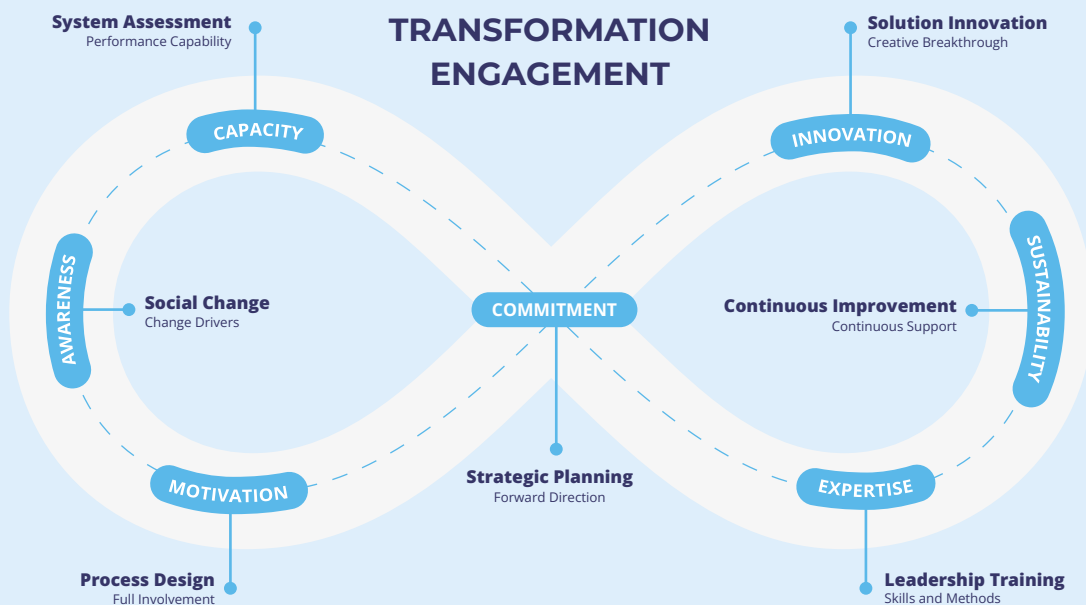 TRANSFORMATION
ENGAGEMENT
System Assessment
Performance Capability
Solution Innovation
Creative Breakthrough
CAPACITY
INNOVATION
AWARENESS
Social Change
Change Drivers
COMMITMENT
Continuous Improvement
Continuous Support
SUSTAINABILITY
Strategic Planning
Forward Direction
MOTIVATION
EXPERTISE
Process Design
Full Involvement
Leadership Training
Skills and Methods